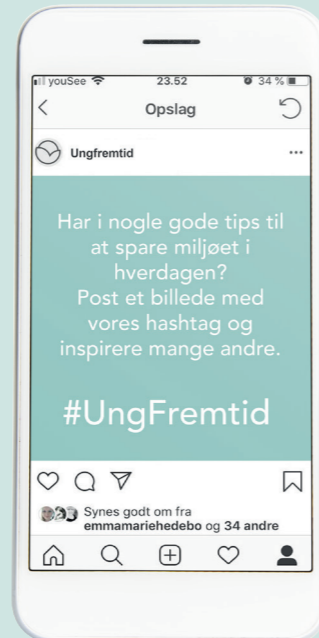 youSee 23.52 34 %
Opslag
Ungfremtid
Har i nogle gode tips til
at spare miljøet i
hverdagen?
Post et billede med
vores hashtag og
inspirere mange andre.
#UngFremtid
Synes godt om fra
emmamariehedebo og 34 andre